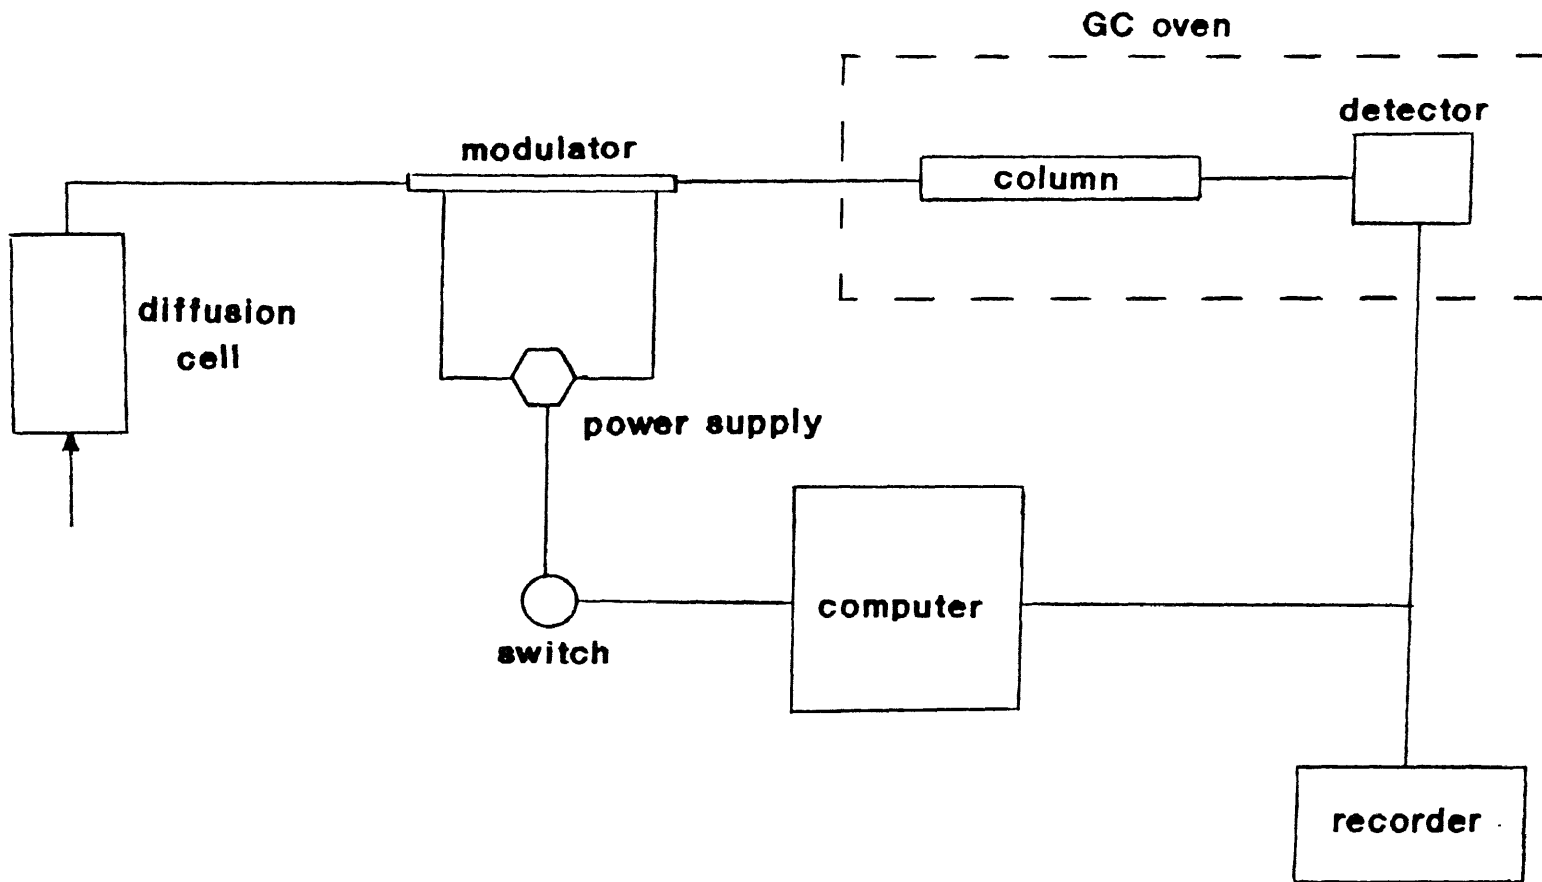 GC oven
detector
modulator
column
diffusion
cell
power supply
computer
switch
recorder